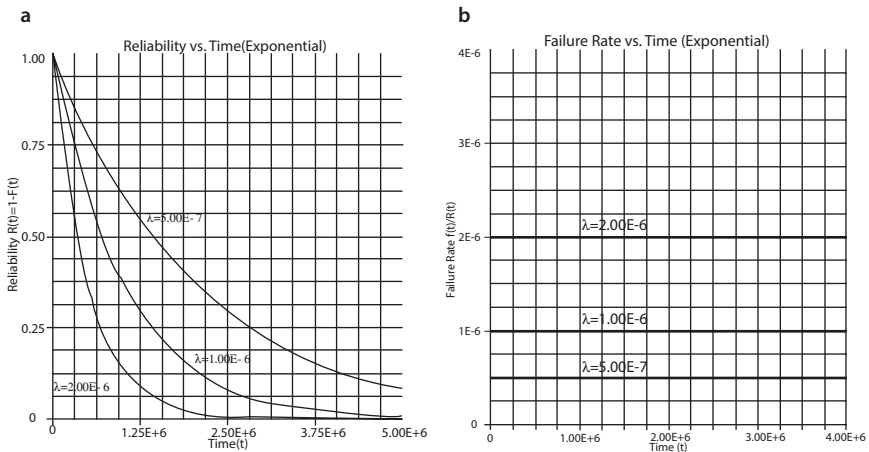 a
Reliability vs. Time(Exponential)
1.00
0.75
0.50
0.25
0
Reliability R(t)=1-F(t)
λ=5.00E-7
λ=1.00E-6
λ=2.00E-6
0
1.25E+6
2.50E+6
3.75E+6
5.00E+6
Time(t)
b
Failure Rate vs. Time (Exponential)
4E-6
3E-6
2E-6
1E-6
0
Failure Rate f(t)/R(t)
λ=2.00E-6
λ=1.00E-6
λ=5.00E-7
0
1.00E+6
2.00E+6
3.00E+6
4.00E+6
Time (t)